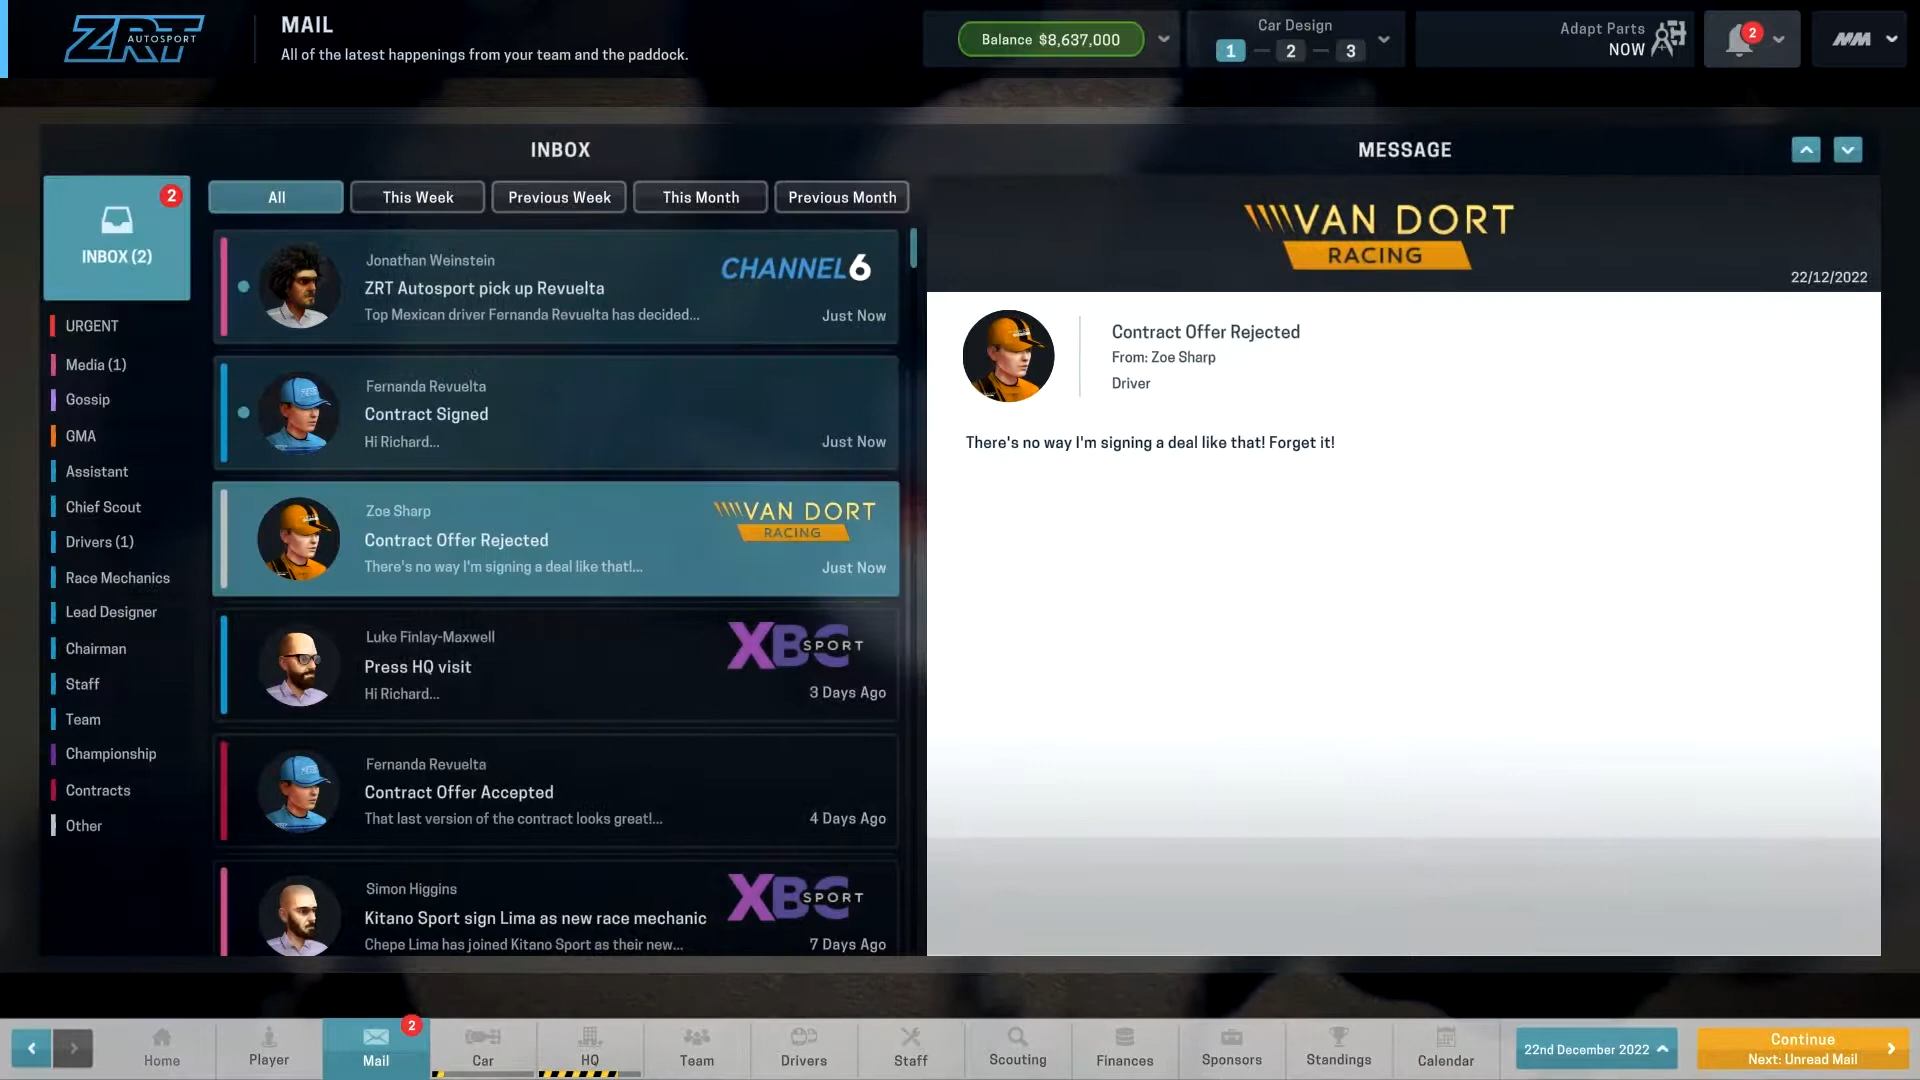 ZRT
AUTOSPORT
MAIL
All of the latest happenings from your team and the paddock.
Balance $8,637,000
Car Design
1 2 3
Adapt Parts
NOW
2
INBOX
MESSAGE
2
INBOX (2)
URGENT
Media (1)
Gossip
GMA
Assistant
Chief Scout
Drivers (1)
Race Mechanics
Lead Designer
Chairman
Staff
Team
Championship
Contracts
Other
All
This Week
Previous Week
This Month
Previous Month
Jonathan Weinstein
ZRT Autosport pick up Revuelta
Top Mexican driver Fernanda Revuelta has decided...
CHANNEL6
Just Now
Fernanda Revuelta
Contract Signed
Hi Richard...
Just Now
Zoe Sharp
Contract Offer Rejected
There's no way I'm signing a deal like that!...
VAN DORT
RACING
Just Now
Luke Finlay-Maxwell
Press HQ visit
Hi Richard...
XBC SPORT
3 Days Ago
Fernanda Revuelta
Contract Offer Accepted
That last version of the contract looks great!...
4 Days Ago
Simon Higgins
Kitano Sport sign Lima as new race mechanic
Chepe Lima has joined Kitano Sport as their new...
XBC SPORT
7 Days Ago
VAN DORT
RACING
22/12/2022
Contract Offer Rejected
From: Zoe Sharp
Driver
There's no way I'm signing a deal like that! Forget it!
Home
Player
Mail
2
Car
HQ
Team
Drivers
Staff
Scouting
Finances
Sponsors
Standings
Calendar
22nd December 2022
Continue
Next: Unread Mail